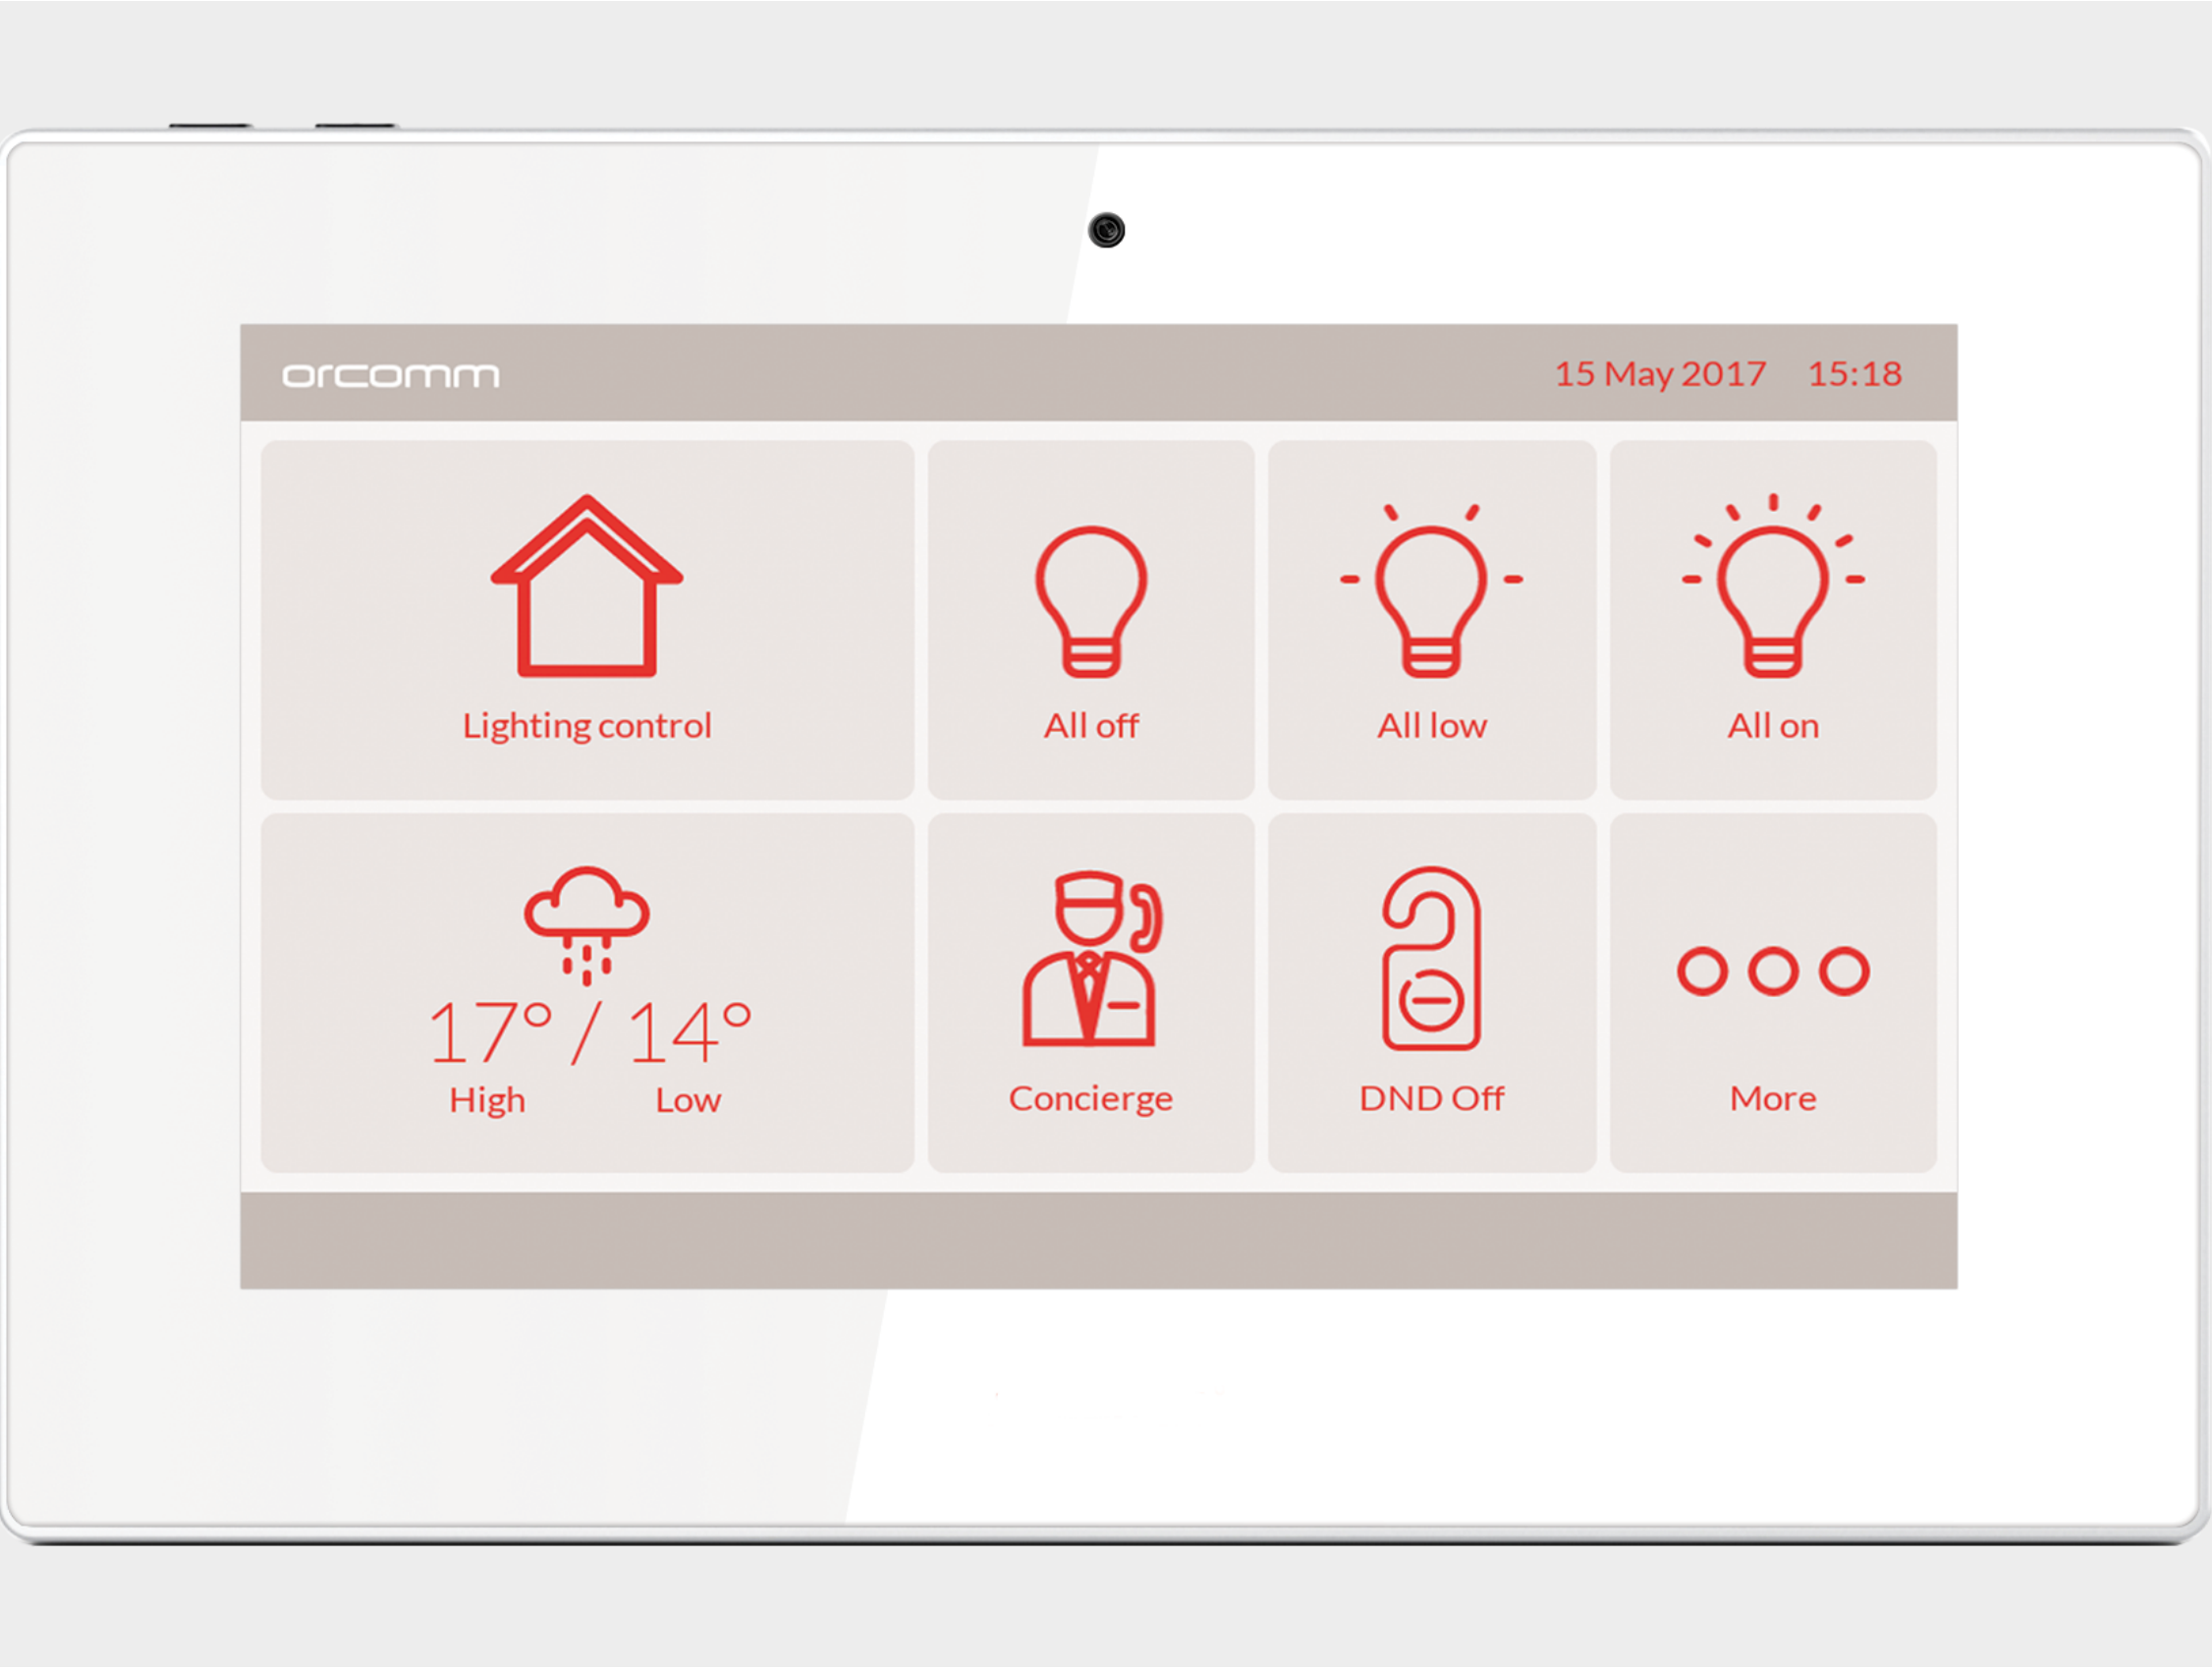 orcomm
15 May 2017 15:18
Lighting control
All off
All low
All on
17° / 14°
High Low
Concierge
DND Off
More